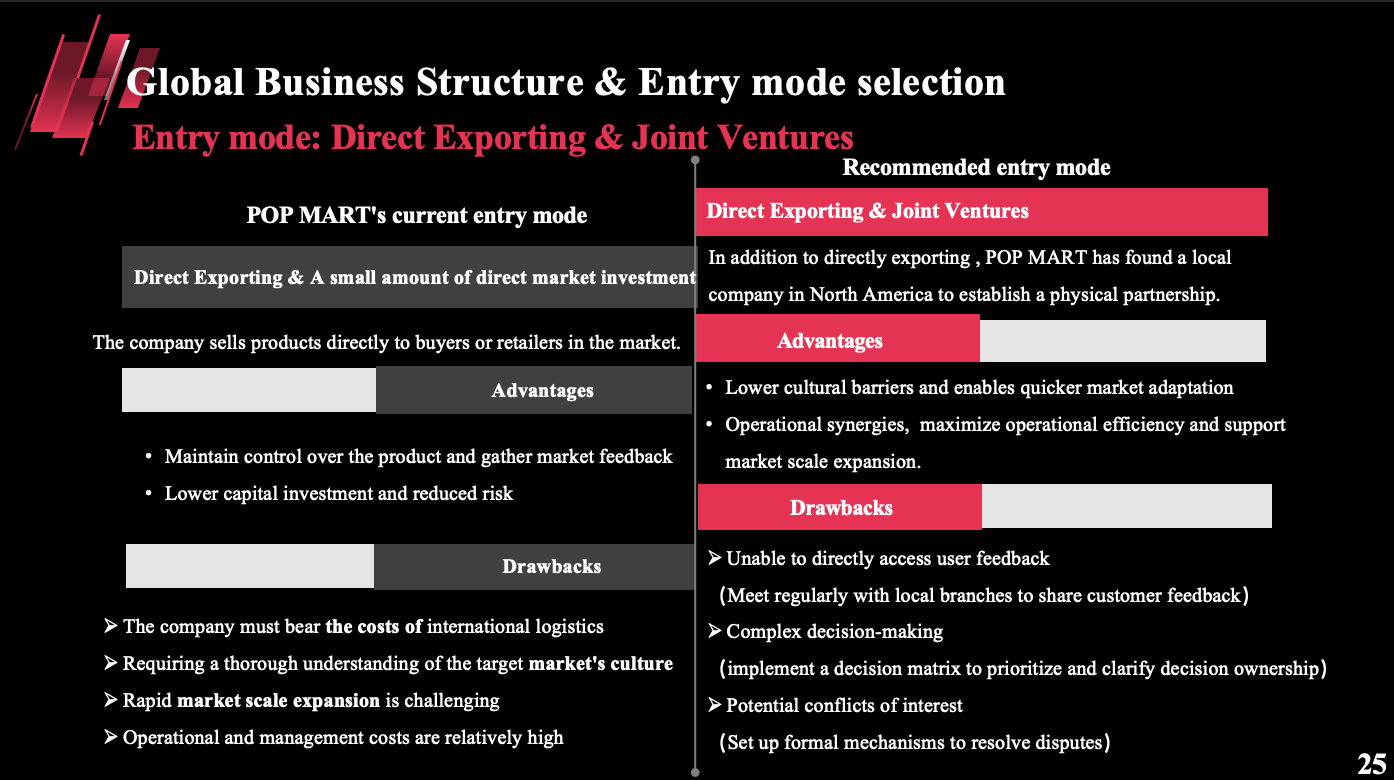 Global Business Structure & Entry mode selection
Entry mode: Direct Exporting & Joint Ventures
POP MART's current entry mode
Direct Exporting & A small amount of direct market investment
The company sells products directly to buyers or retailers in the market.
Advantages
• Maintain control over the product and gather market feedback
• Lower capital investment and reduced risk
Drawbacks
➢ The company must bear the costs of international logistics
➢ Requiring a thorough understanding of the target market's culture
➢ Rapid market scale expansion is challenging
➢ Operational and management costs are relatively high
Recommended entry mode
Direct Exporting & Joint Ventures
In addition to directly exporting , POP MART has found a local
company in North America to establish a physical partnership.
Advantages
• Lower cultural barriers and enables quicker market adaptation
• Operational synergies,  maximize operational efficiency and support
market scale expansion.
Drawbacks
➢ Unable to directly access user feedback
(Meet regularly with local branches to share customer feedback)
➢ Complex decision-making
(implement a decision matrix to prioritize and clarify decision ownership)
➢ Potential conflicts of interest
(Set up formal mechanisms to resolve disputes)
25